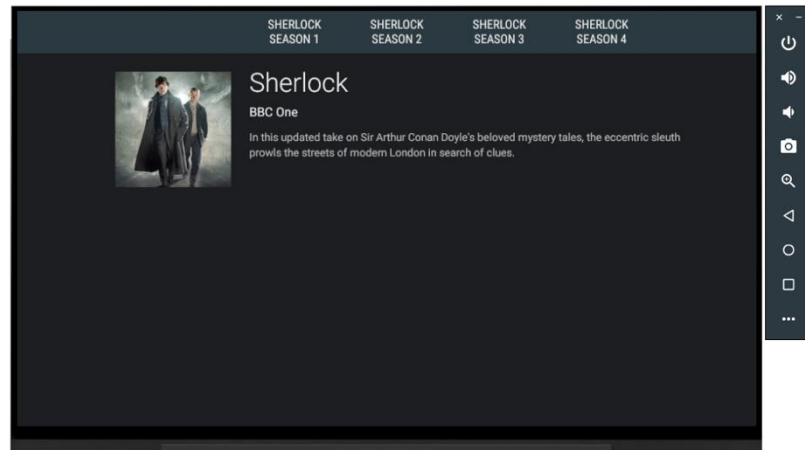 SHERLOCK
SEASON 1
SHERLOCK
SEASON 2
SHERLOCK
SEASON 3
SHERLOCK
SEASON 4
Sherlock
BBC One
In this updated take on Sir Arthur Conan Doyle's beloved mystery tales, the eccentric sleuth
prowls the streets of modern London in search of clues.